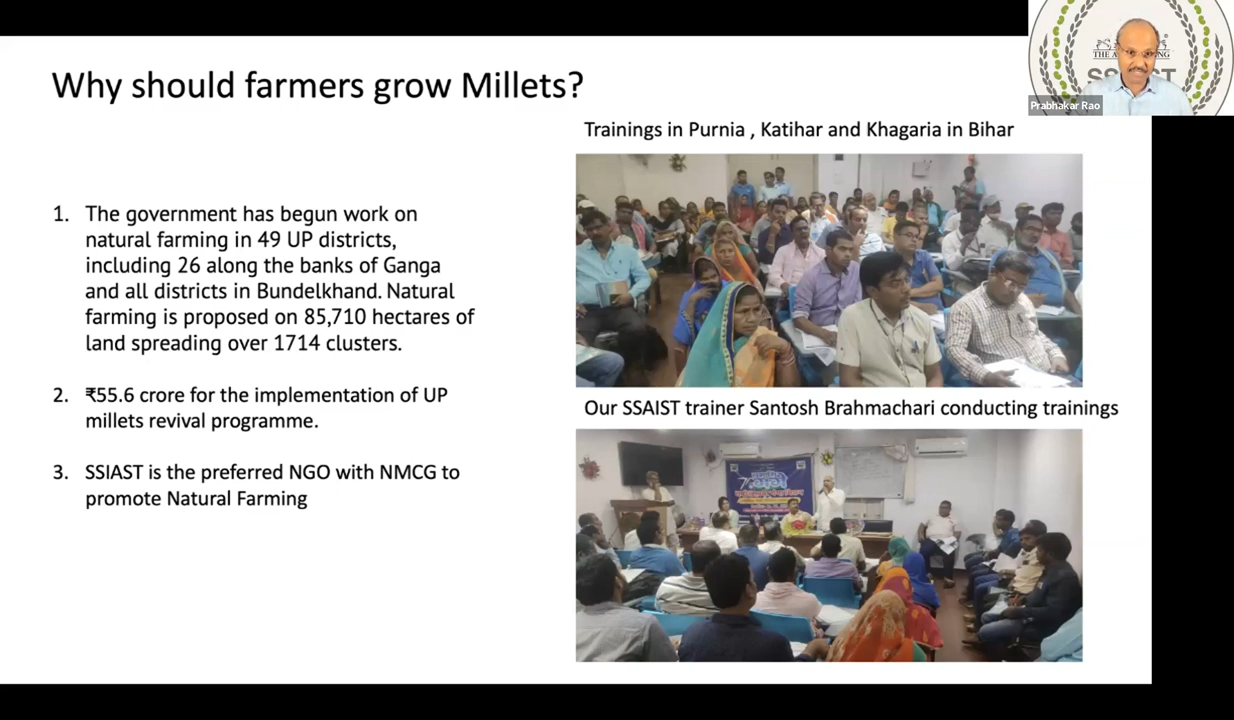 Why should farmers grow Millets?
Prabhakar Rao
Trainings in Purnia , Katihar and Khagaria in Bihar
1. The government has begun work on
natural farming in 49 UP districts,
including 26 along the banks of Ganga
and all districts in Bundelkhand. Natural
farming is proposed on 85,710 hectares of
land spreading over 1714 clusters.
2. ₹55.6 crore for the implementation of UP
millets revival programme.
3. SSIAST is the preferred NGO with NMCG to
promote Natural Farming
Our SSAIST trainer Santosh Brahmachari conducting trainings